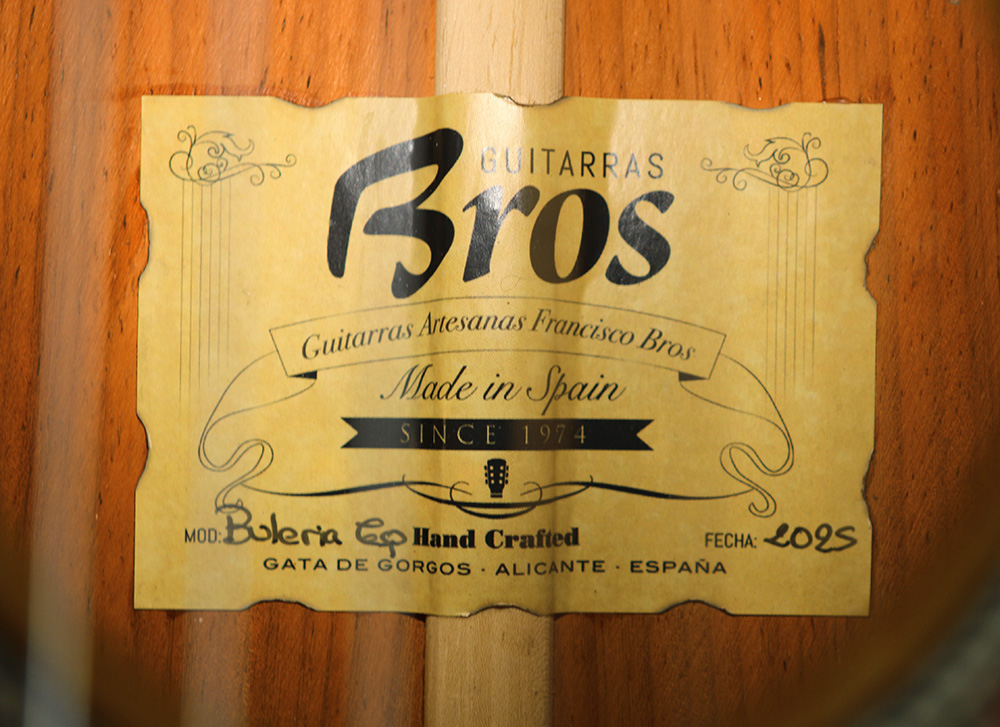 GUITARRAS
Bros
Guitarras Artesanas Francisco Bros
Made in Spain
SINCE 1974
MOD: Buleria Hand Crafted FECHA: 2025
GATA DE GORGOS · ALICANTE · ESPAÑA